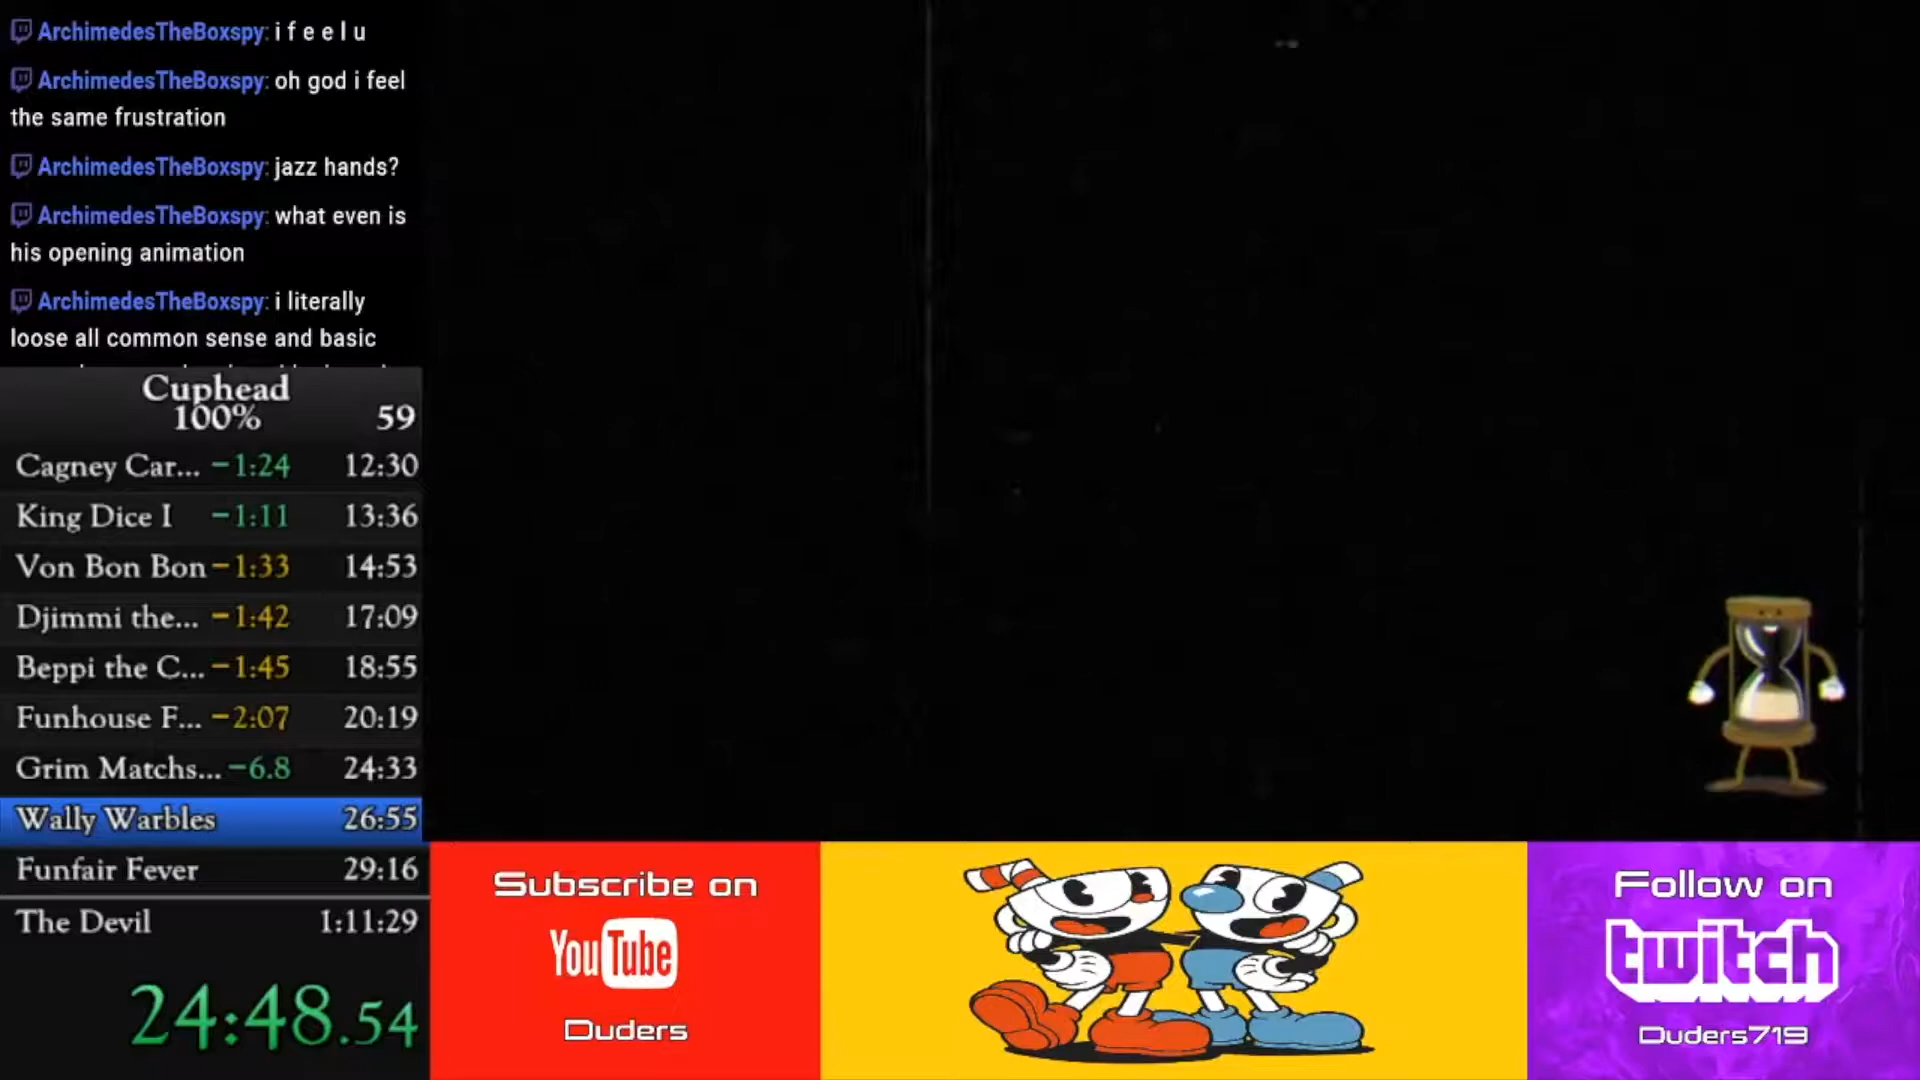 ArchimedesTheBoxspy: i f e e l u
ArchimedesTheBoxspy: oh god i feel
the same frustration
ArchimedesTheBoxspy: jazz hands?
ArchimedesTheBoxspy: what even is
his opening animation
ArchimedesTheBoxspy: i literally
loose all common sense and basic
Cuphead
100% 59
Cagney Car... −1:24 12:30
King Dice I −1:11 13:36
Von Bon Bon −1:33 14:53
Djimmi the... −1:42 17:09
Beppi the C... −1:45 18:55
Funhouse F... −2:07 20:19
Grim Matchs... −6.8 24:33
Wally Warbles 26:55
Funfair Fever 29:16
The Devil 1:11:29
24:48.54
Subscribe on
YouTube
Duders
Follow on
twitch
Duders719